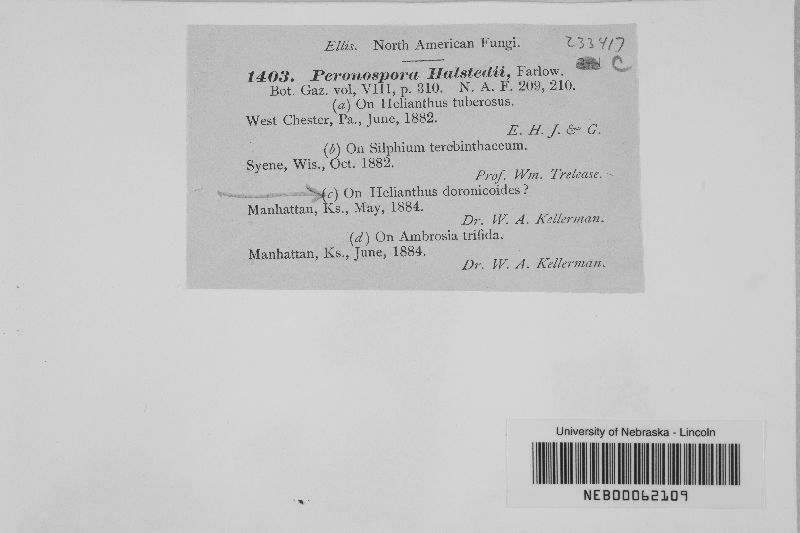 Ellis. North American Fungi.
233417
C
1403. Peronospora Halstedii, Farlow.
Bot. Gaz. vol, VIII, p. 310. N. A. F. 209, 210.
(a) On Helianthus tuberosus.
West Chester, Pa., June, 1882.
E. H. J. & G.
(b) On Silphium terebinthaceum.
Syene, Wis., Oct. 1882.
Prof. Wm. Trelease.
(c) On Helianthus doronicoides?
Manhattan, Ks., May, 1884.
Dr. W. A. Kellerman.
(d) On Ambrosia trifida.
Manhattan, Ks., June, 1884.
Dr. W. A. Kellerman.
University of Nebraska - Lincoln
NEB00062109